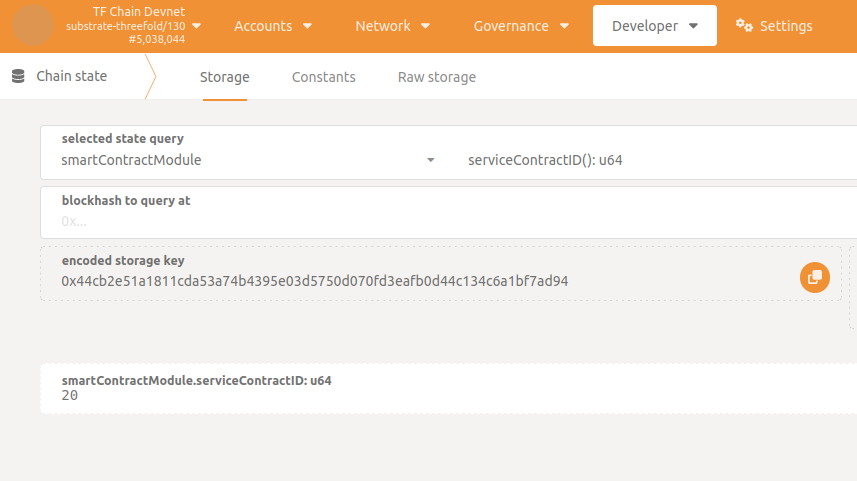 TF Chain Devnet
substrate-threefold/130
#5,038,044
Accounts
Network
Governance
Developer
Settings
Chain state
Storage
Constants
Raw storage
selected state query
smartContractModule
serviceContractID(): u64
blockhash to query at
0x...
encoded storage key
0x44cb2e51a1811cda53a74b4395e03d5750d070fd3eafb0d44c134c6a1bf7ad94
smartContractModule.serviceContractID: u64
20